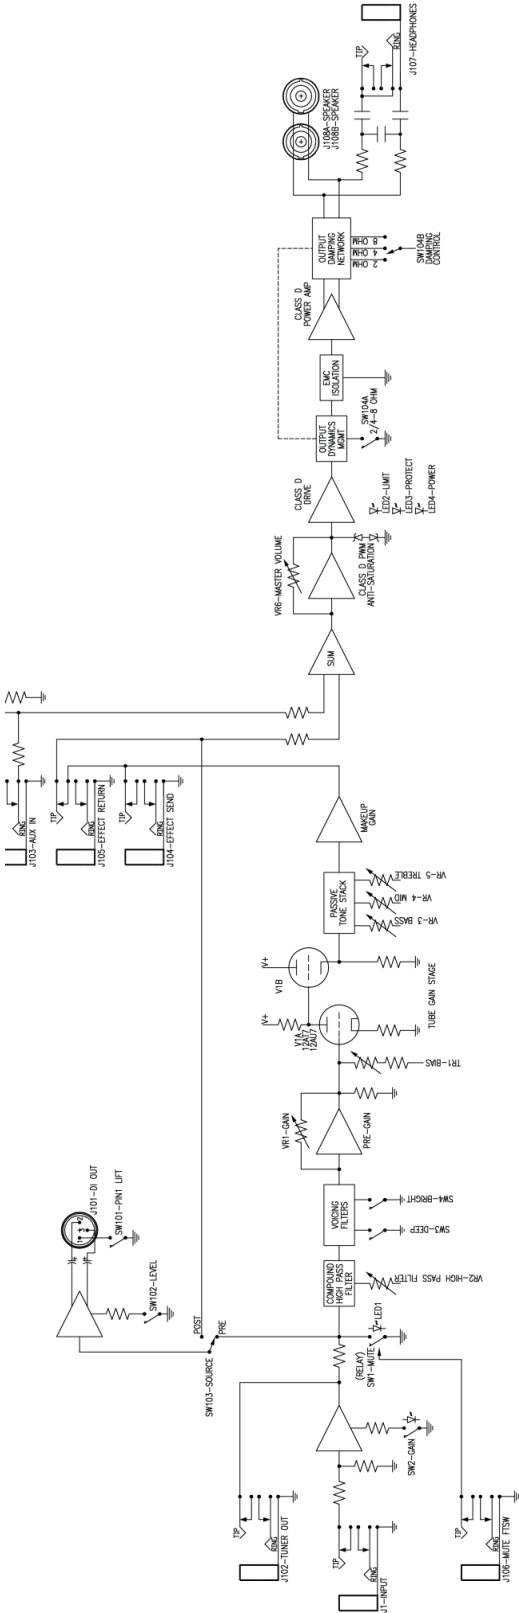 J1-INPUT
TIP
RING
J102-TUNER OUT
TIP
RING
J106-MUTE FTSW
TIP
RING
SW2-GAIN
(RELAY)
SW1-MUTE
LED1
SW103-SOURCE
POST
PRE
SW102-LEVEL
J101-DI OUT
1
2
3
SW101-PIN1 LIFT
COMPOUND
HIGH PASS
FILTER
VR2-HIGH PASS FILTER
VOICING
FILTERS
SW3-DEEP
SW4-BRIGHT
VR1-GAIN
PRE-GAIN
TR1-BIAS
V+
V1A
12AT7
12AU7
V+
V1B
TUBE GAIN STAGE
PASSIVE
TONE STACK
VR-3 BASS
VR-4 MID
VR-5 TREBLE
MAKEUP
GAIN
J103-AUX IN
RING
J105-EFFECT RETURN
TIP
RING
J104-EFFECT SEND
TIP
RING
SUM
VR6-MASTER VOLUME
CLASS D PWM
ANTI-SATURATION
CLASS D
DRIVE
LED2-LIMIT
LED3-PROTECT
LED4-POWER
OUTPUT
DYNAMICS
MGMT
SW104A
2/4-8 OHM
EMC
ISOLATION
CLASS D
POWER AMP
OUTPUT
DAMPING
NETWORK
2 OHM
4 OHM
8 OHM
SW104B
DAMPING
CONTROL
J108A-SPEAKER
J108B-SPEAKER
TIP
RING
J107-HEADPHONES